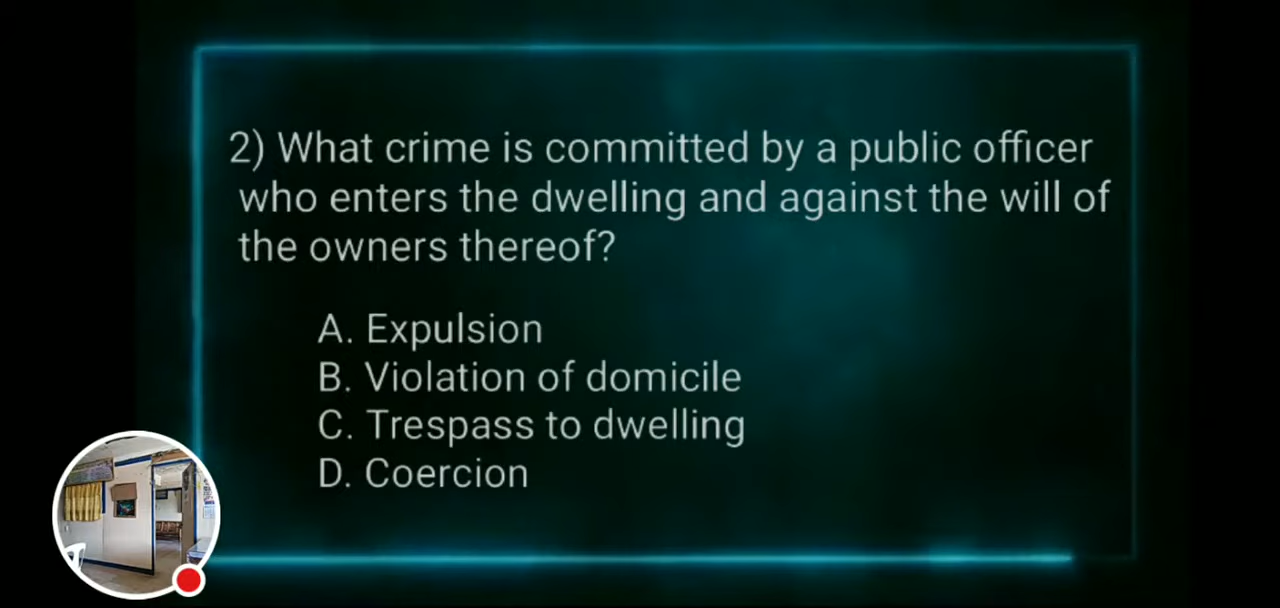 2) What crime is committed by a public officer
who enters the dwelling and against the will of
the owners thereof?
A. Expulsion
B. Violation of domicile
C. Trespass to dwelling
D. Coercion